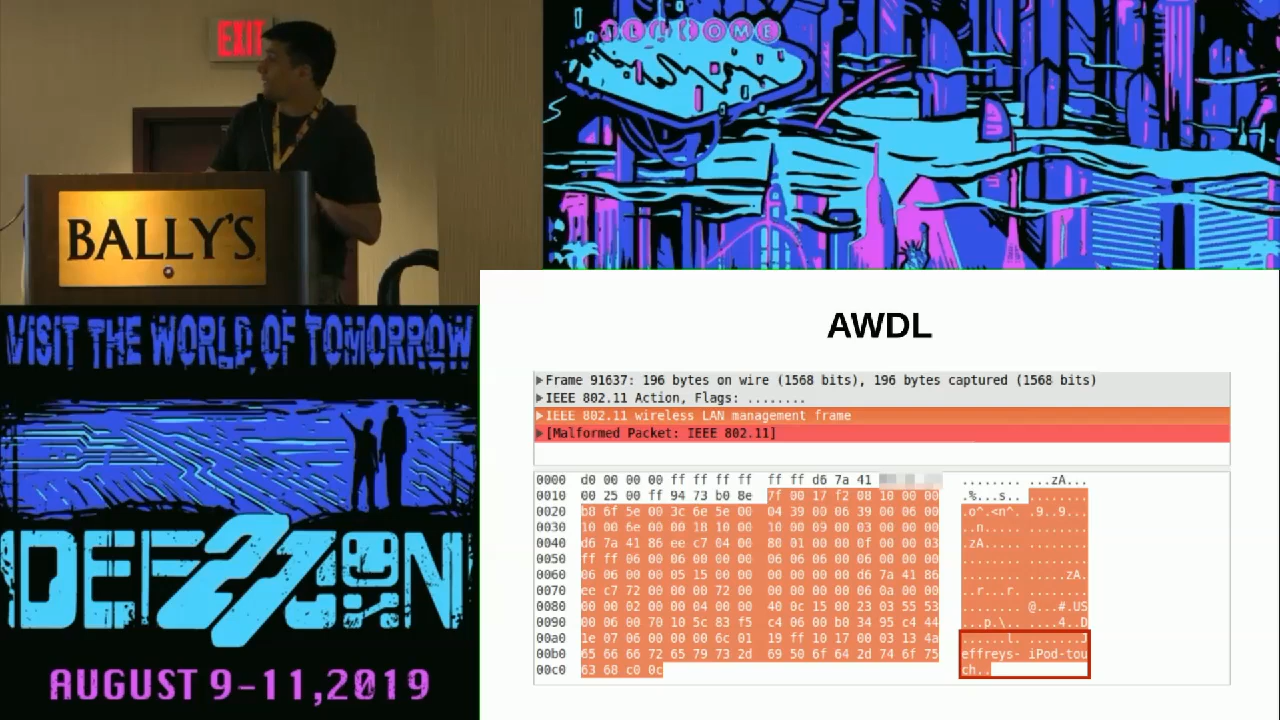 EXIT
WELCOME
BALLY'S
VISIT THE WORLD OF TOMORROW
DEFCON
27
AUGUST 9-11,2019
AWDL
Frame 91637: 196 bytes on wire (1568 bits), 196 bytes captured (1568 bits)
IEEE 802.11 Action, Flags: ........
IEEE 802.11 wireless LAN management frame
[Malformed Packet: IEEE 802.11]
0000 d0 00 00 00 ff ff ff ff ff ff d6 7a 41 ........ ...zA...
0010 00 25 00 ff 94 73 b0 8e 7f 00 17 f2 08 10 00 00 .%...s.. ........
0020 b8 6f 5e 00 3c 6e 5e 00 04 39 00 06 39 00 06 00 .o^.<n^. .9..9...
0030 10 00 6e 00 00 18 10 00 10 00 09 00 03 00 00 00 ..n..... ........
0040 d6 7a 41 86 ee c7 04 00 80 01 00 00 0f 00 00 03 .zA..... ........
0050 ff ff 06 06 00 00 00 00 06 06 06 00 06 00 00 00 ........ ........
0060 06 06 00 00 05 15 00 00 00 00 00 00 d6 7a 41 86 ........ .....zA.
0070 ee c7 72 00 00 00 72 00 00 00 00 00 06 0a 00 00 ..r...r. ........
0080 00 00 02 00 00 04 00 00 40 0c 15 00 23 03 55 53 ........ @...#.US
0090 00 06 00 70 10 5c 83 f5 c4 06 00 b0 34 95 c4 44 ...p.\.. ....4..D
00a0 1e 07 06 00 00 00 6c 01 19 ff 10 17 00 03 13 4a ......l. .......J
00b0 65 66 66 72 65 79 73 2d 69 50 6f 64 2d 74 6f 75 effreys- iPod-tou
00c0 63 68 c0 0c ch..